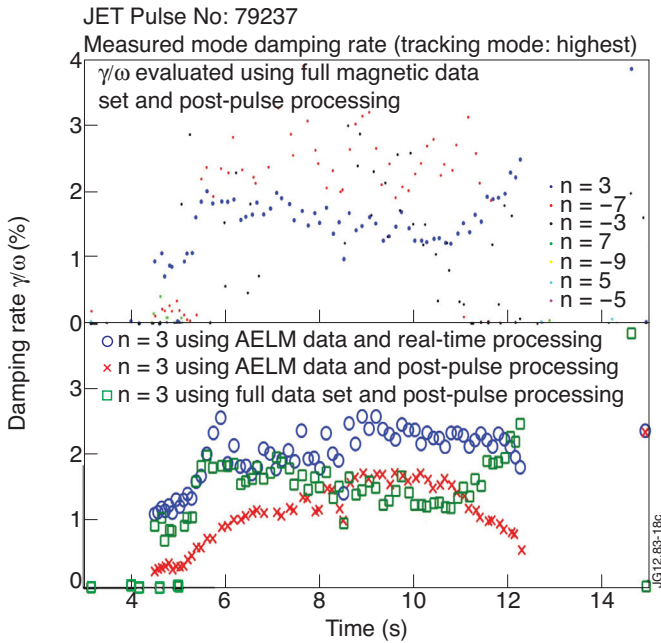 JET Pulse No: 79237
Measured mode damping rate (tracking mode: highest)
γ/ω evaluated using full magnetic data
set and post-pulse processing
4
3
2
1
0
n = 3
n = −7
n = −3
n = 7
n = −9
n = 5
n = −5
Damping rate γ/ω (%)
n = 3 using AELM data and real-time processing
n = 3 using AELM data and post-pulse processing
n = 3 using full data set and post-pulse processing
3
2
1
0
4 6 8 10 12 14
Time (s)
JG12.83-18c